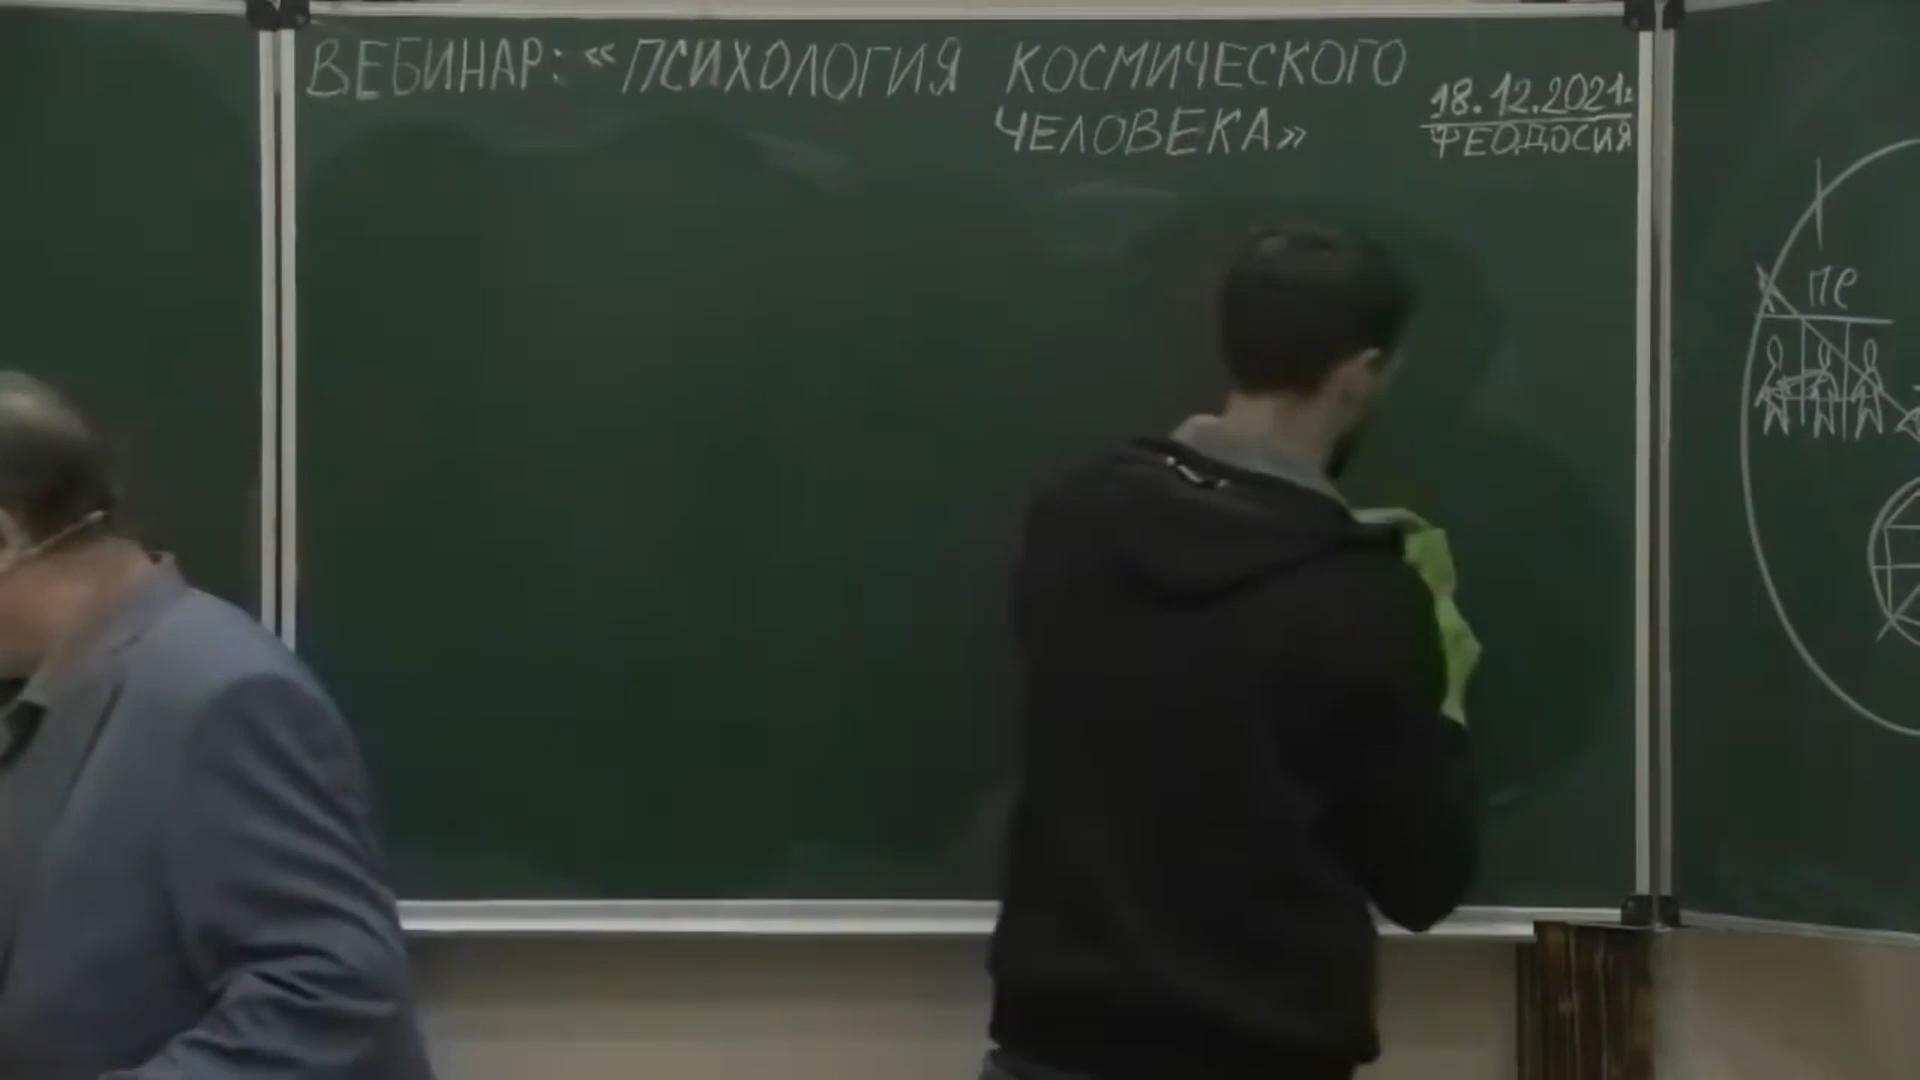 ВЕБИНАР: «ПСИХОЛОГИЯ КОСМИЧЕСКОГО
ЧЕЛОВЕКА»
18.12.2021г.
ФЕОДОСИЯ
пе